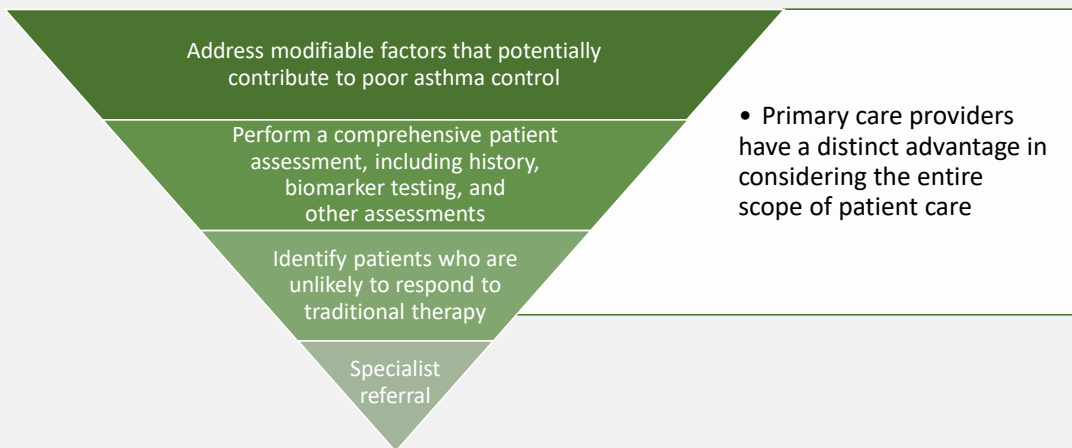 Address modifiable factors that potentially
contribute to poor asthma control
Perform a comprehensive patient
assessment, including history,
biomarker testing, and
other assessments
Identify patients who are
unlikely to respond to
traditional therapy
Specialist
referral
• Primary care providers
have a distinct advantage in
considering the entire
scope of patient care